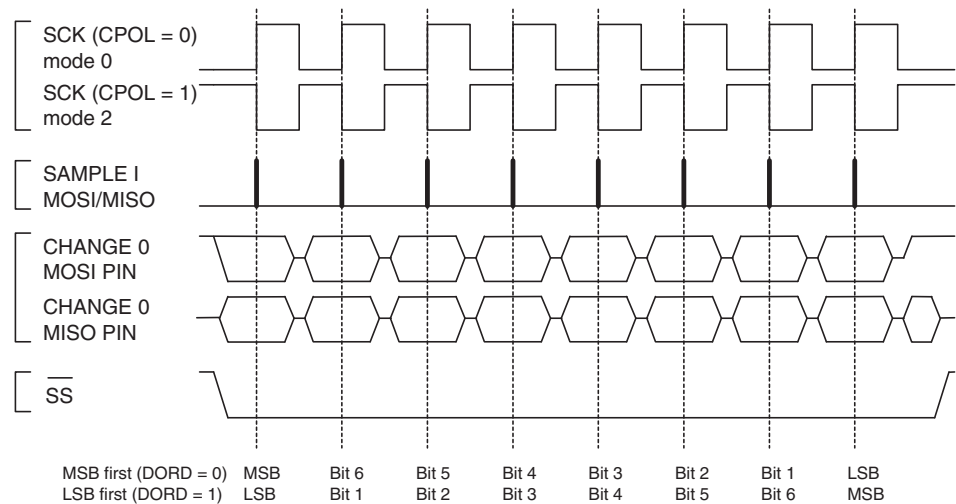 SCK (CPOL = 0)
mode 0
SCK (CPOL = 1)
mode 2
SAMPLE I
MOSI/MISO
CHANGE 0
MOSI PIN
CHANGE 0
MISO PIN
SS
MSB first (DORD = 0) MSB Bit 6 Bit 5 Bit 4 Bit 3 Bit 2 Bit 1 LSB
LSB first (DORD = 1) LSB Bit 1 Bit 2 Bit 3 Bit 4 Bit 5 Bit 6 MSB